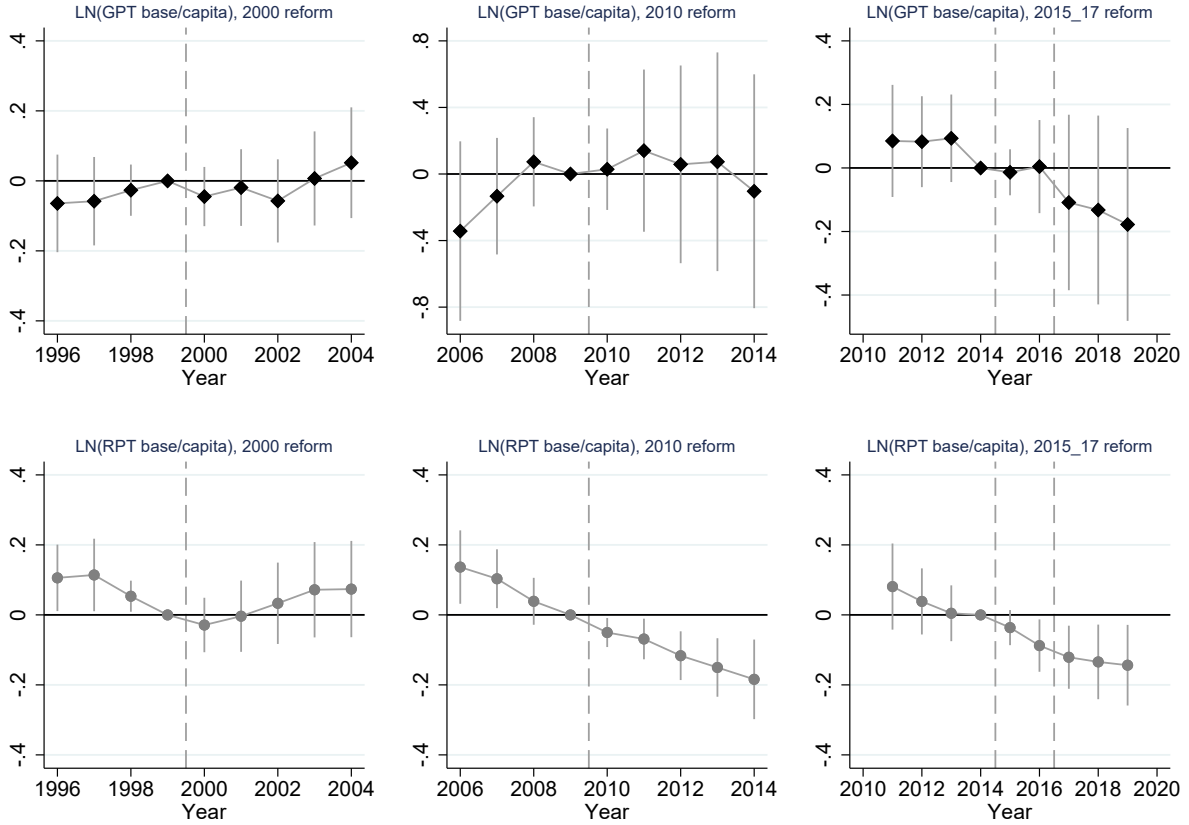 LN(GPT base/capita), 2000 reform
.4
.2
0
-.2
-.4
1996 1998 2000 2002 2004
Year
LN(GPT base/capita), 2010 reform
.8
.4
0
-.4
-.8
2006 2008 2010 2012 2014
Year
LN(GPT base/capita), 2015_17 reform
.4
.2
0
-.2
-.4
2010 2012 2014 2016 2018 2020
Year
LN(RPT base/capita), 2000 reform
.4
.2
0
-.2
-.4
1996 1998 2000 2002 2004
Year
LN(RPT base/capita), 2010 reform
.4
.2
0
-.2
-.4
2006 2008 2010 2012 2014
Year
LN(RPT base/capita), 2015_17 reform
.4
.2
0
-.2
-.4
2010 2012 2014 2016 2018 2020
Year